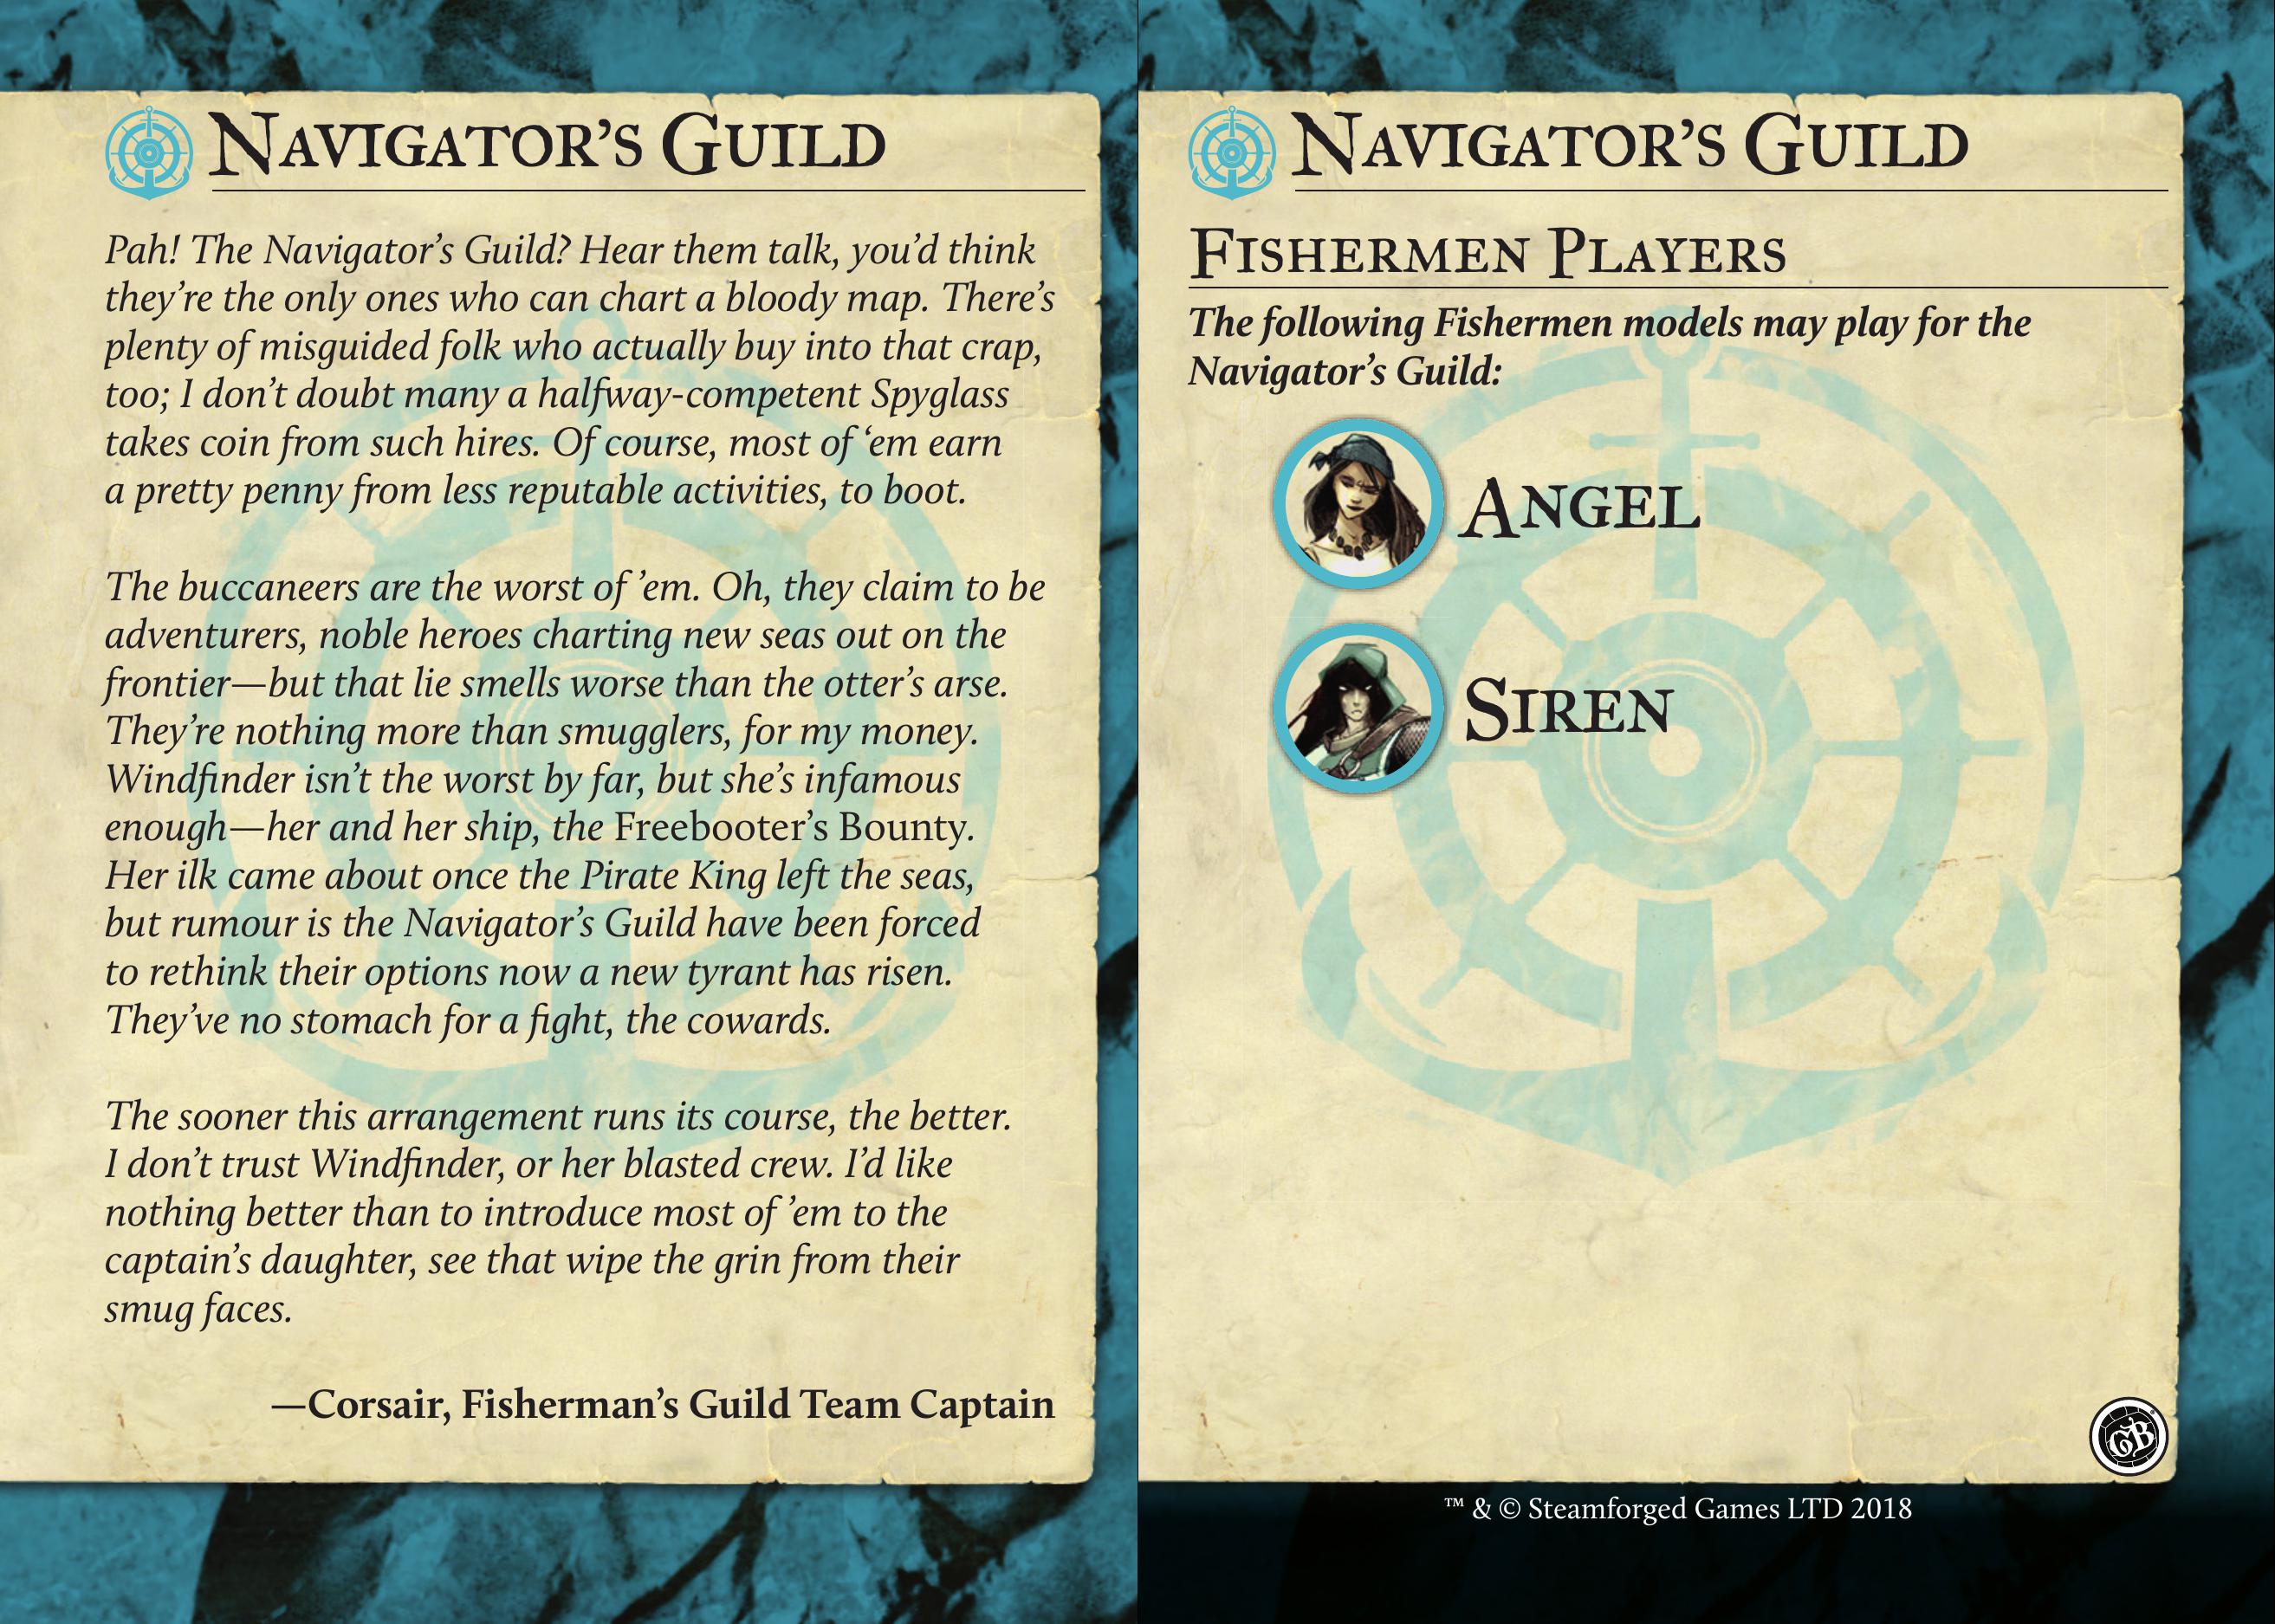 Navigator's Guild
Pah! The Navigator's Guild? Hear them talk, you'd think
they're the only ones who can chart a bloody map. There's
plenty of misguided folk who actually buy into that crap,
too; I don't doubt many a halfway-competent Spyglass
takes coin from such hires. Of course, most of ‘em earn
a pretty penny from less reputable activities, to boot.
The buccaneers are the worst of ’em. Oh, they claim to be
adventurers, noble heroes charting new seas out on the
frontier—but that lie smells worse than the otter's arse.
They're nothing more than smugglers, for my money.
Windfinder isn't the worst by far, but she's infamous
enough—her and her ship, the Freebooter's Bounty.
Her ilk came about once the Pirate King left the seas,
but rumour is the Navigator's Guild have been forced
to rethink their options now a new tyrant has risen.
They've no stomach for a fight, the cowards.
The sooner this arrangement runs its course, the better.
I don't trust Windfinder, or her blasted crew. I'd like
nothing better than to introduce most of ’em to the
captain's daughter, see that wipe the grin from their
smug faces.
—Corsair, Fisherman's Guild Team Captain
Navigator's Guild
Fishermen Players
The following Fishermen models may play for the
Navigator's Guild:
Angel
Siren
GB
™ & © Steamforged Games LTD 2018